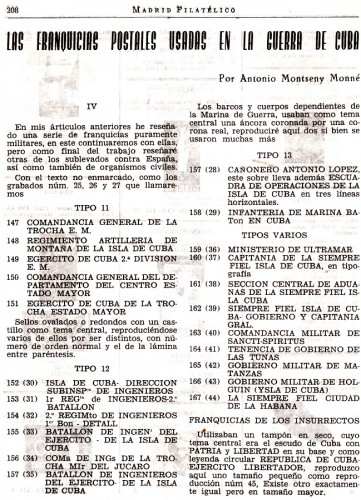 208
MADRID FILATÉLICO
LAS FRANQUICIAS POSTALES USADAS EN LA GUERRA DE CUBA
Por Antonio Montseny Monné
IV
En mis artículos anteriores he reseña-
do una serie de franquicias puramente
militares, en este continuaremos con ellas,
pero como final del trabajo reseñaré
otras de los sublevados contra España,
así como también de organismos civiles.
Con el texto no enmarcado, como los
grabados núm. 25, 26 y 27 que llamare
mos
TIPO 11
147 COMANDANCIA GENERAL DE LA
TROCHA E. M.
148 REGIMIENTO ARTILLERIA DE
MONTAÑA DE LA ISLA DE CUBA
149 EGERCITO DE CUBA 2.ª DIVISION
E. M.
150 COMANDANCIA GENERAL DEL DE-
PARTAMENTO DEL CENTRO ES-
TADO MAYOR
151 EGERCITO DE CUBA DE LA TRO-
CHA ESTADO MAYOR
Sellos ovalados o redondos con un cas-
tillo como tema central, reproduciéndose
varios de ellos por ser distintos, con nú-
mero de orden normal y el de la lámina
entre paréntesis.
TIPO 12
152 (30) ISLA DE CUBA- DIRECCION
SUBINSPon DE INGENIEROS
153 (31) 1r REGto DE INGENIEROS-2.º
BATALLON
154 (32) 2.º REGIMto DE INGENIEROS
1º Bon - DETALL
155 (33) BATALLON DE INGENs DEL
EJERCITO - DE LA ISLA DE
CUBA
156 (34) COMa DE INGs DE LA TRO-
CHA MIr DEL JUCARO
157 (35) BATALLON DE INGENIEROS
DEL EJERCITO- DE LA ISLA
DE CUBA
Los barcos y cuerpos dependientes de
la Marina de Guerra, usaban como tema
central una áncora coronada por una co-
rona real, reproduciré aquí dos si bien se
usaron muchas más
TIPO 13
157 (28) CAÑONERO ANTONIO LOPEZ,
este sobre lleva además ESCUA-
DRA DE OPERACIONES DE LA
ISLA DE CUBA en tres líneas
horizontales.
158 (29) INFANTERIA DE MARINA BA-
Ton EN CUBA
TIPOS VARIOS
159 (36) MINISTERIO DE ULTRAMAR
160 (37) CAPITANIA DE LA SIEMPRE
FIEL ISLA DE CUBA, en tipo-
grafía
161 (38) SECCION CENTRAL DE ADUA-
NAS DE LA SIEMPRE FIEL IS-
LA CUBA
162 (39) SIEMPRE FIEL ISLA DE CU-
BA- GOBIERNO Y CAPITANIA
GRAL.
163 (40) COMANDANCIA MILITAR DE
SANCTI-SPIRITUS
164 (41) TENENCIA DE GOBIERNO DE
LAS TUNAS
165 (42) GOBIERNO MILITAR DE MA-
TANZAS
166 (43) GOBIERNO MILITAR DE HOL-
GUIN (YSLA DE CUBA)
167 (44) LA SIEMPRE FIEL CIUDAD
DE LA HABANA
FRANQUICIAS DE LOS INSURRECTOS
Utilizaban un tampón en seco, cuyo
tema central era el escudo de Cuba con
PATRIA y LIBERTAD en su base y como
leyenda circular REPUBLICA DE CUBA-
EJERCITO LIBERTADOR, reproduzco
aquí uno tamaño pequeño como repro-
ducción núm. 45, Existe otro exactamen-
te igual pero en tamaño mayor.